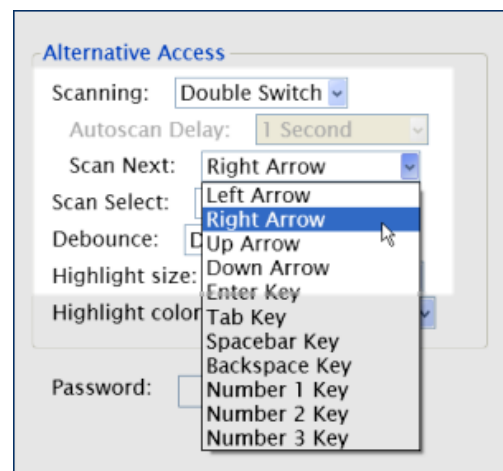 Alternative Access
Scanning: Double Switch
Autoscan Delay: 1 Second
Scan Next: Right Arrow
Scan Select:
Left Arrow
Right Arrow
Debounce: D
Up Arrow
Highlight size:
Down Arrow
Enter Key
Highlight color
Tab Key
Spacebar Key
Backspace Key
Password:
Number 1 Key
Number 2 Key
Number 3 Key